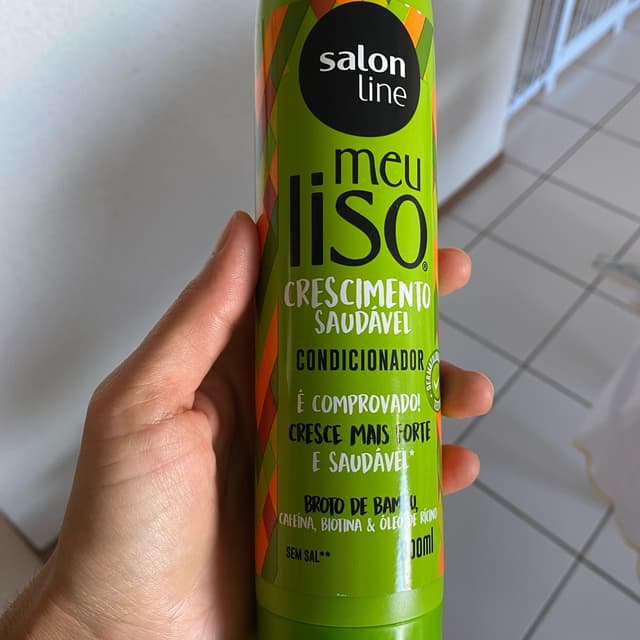 salon
line
meu
liso®
CRESCIMENTO
SAUDÁVEL
CONDICIONADOR
É COMPROVADO!
CRESCE MAIS FORTE
E SAUDÁVEL*
BROTO DE BAMBU,
CAFEÍNA, BIOTINA & ÓLEO DE RÍCINO
SEM SAL**